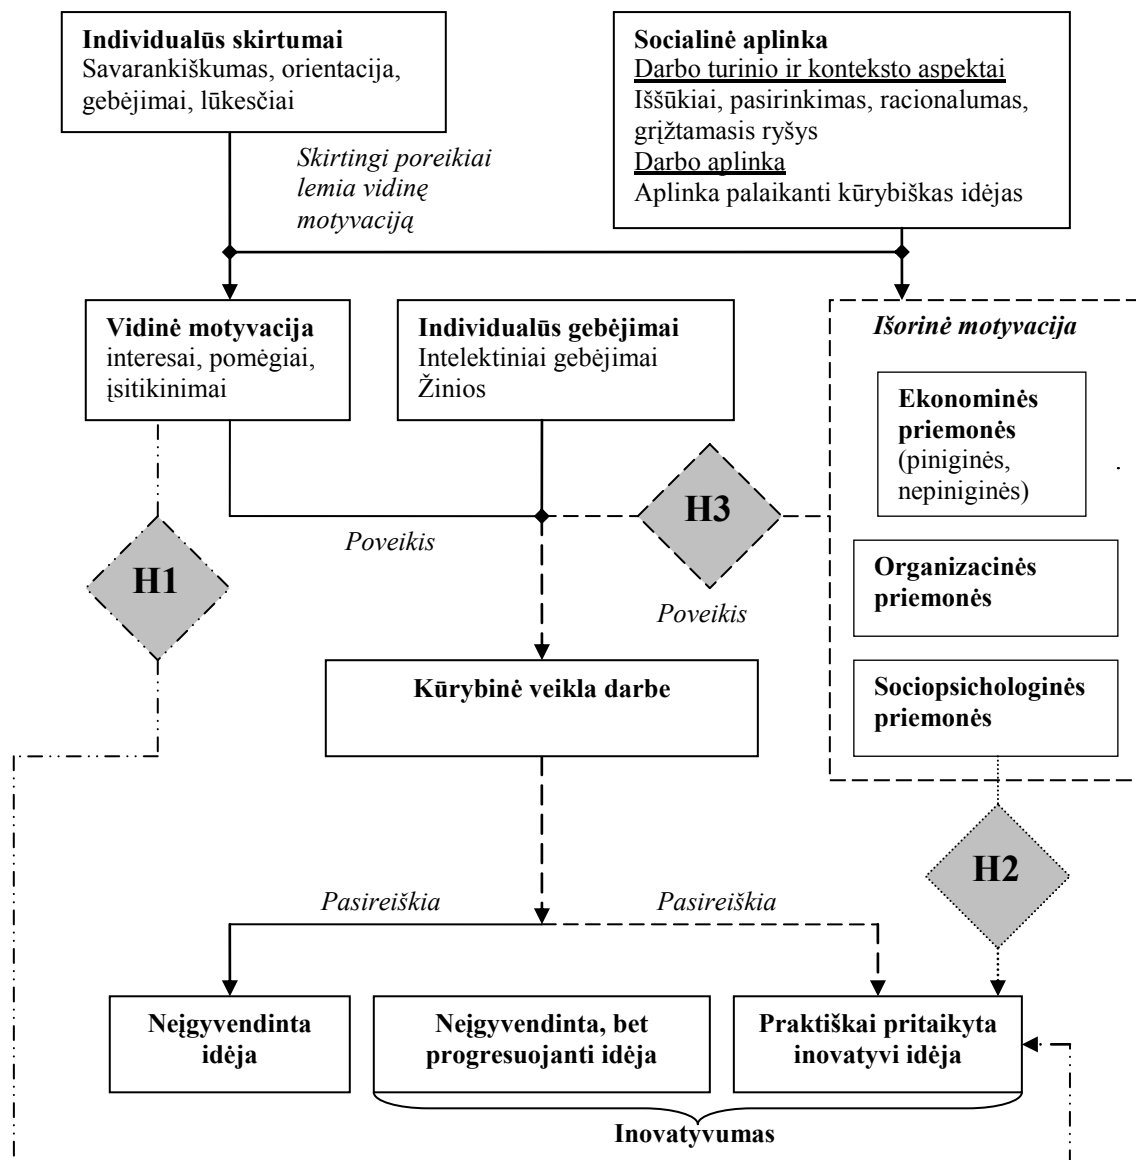 Individualūs skirtumai
Savarankiškumas, orientacija,
gebėjimai, lūkesčiai
Socialinė aplinka
Darbo turinio ir konteksto aspektai
Iššūkiai, pasirinkimas, racionalumas,
grįžtamasis ryšys
Darbo aplinka
Aplinka palaikanti kūrybiškas idėjas
Skirtingi poreikiai
lemia vidinę
motyvaciją
Vidinė motyvacija
interesai, pomėgiai,
įsitikinimai
Individualūs gebėjimai
Intelektiniai gebėjimai
Žinios
Išorinė motyvacija
Ekonominės
priemonės
(piniginės,
nepiniginės)
H3
Poveikis
H1
Organizacinės
priemonės
Poveikis
Kūrybinė veikla darbe
Sociopsichologinės
priemonės
H2
Pasireiškia
Pasireiškia
Neįgyvendinta
idėja
Neįgyvendinta, bet
progresuojanti idėja
Praktiškai pritaikyta
inovatyvi idėja
Inovatyvumas